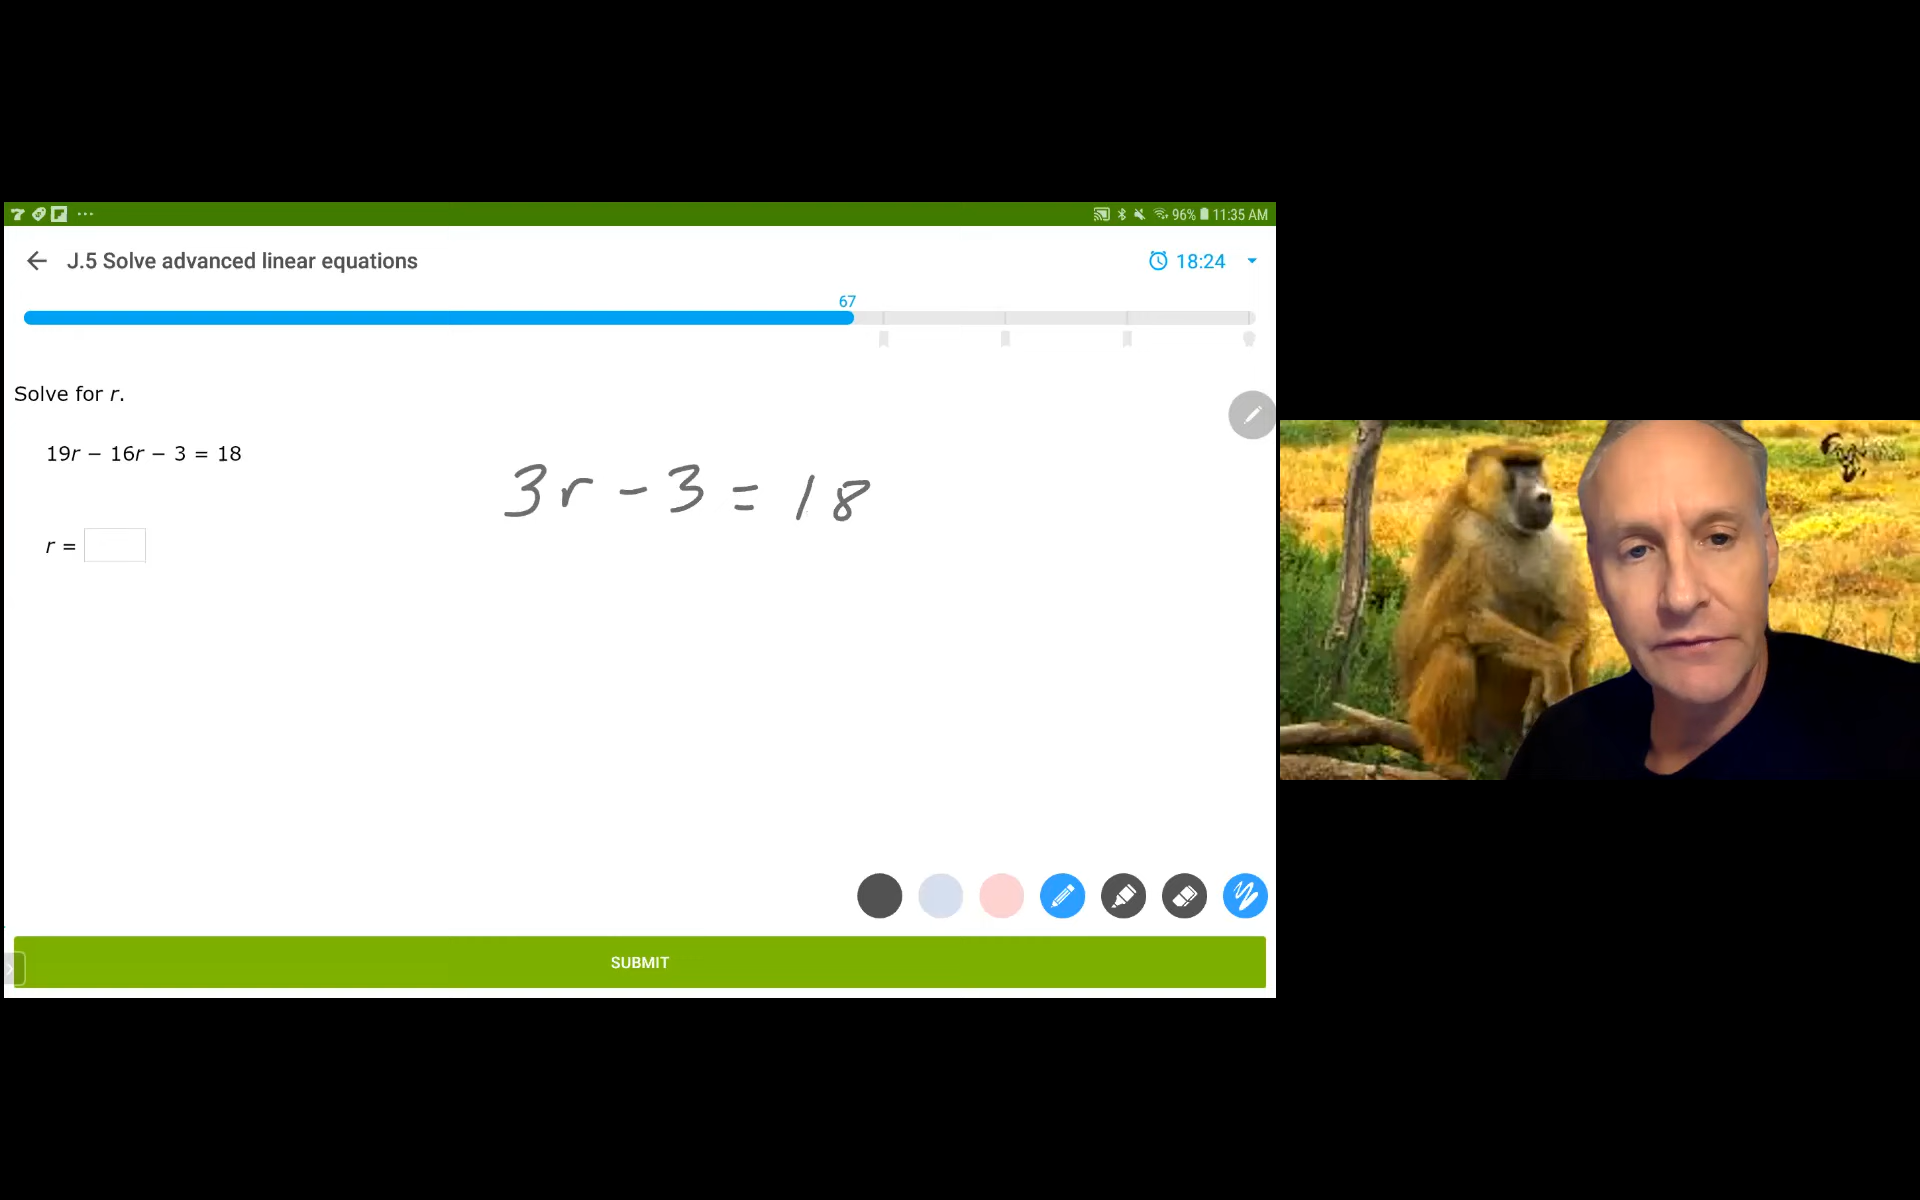 96% 11:35 AM
J.5 Solve advanced linear equations
18:24
67
Solve for r.
19r − 16r − 3 = 18
3r − 3 = 18
r =
SUBMIT